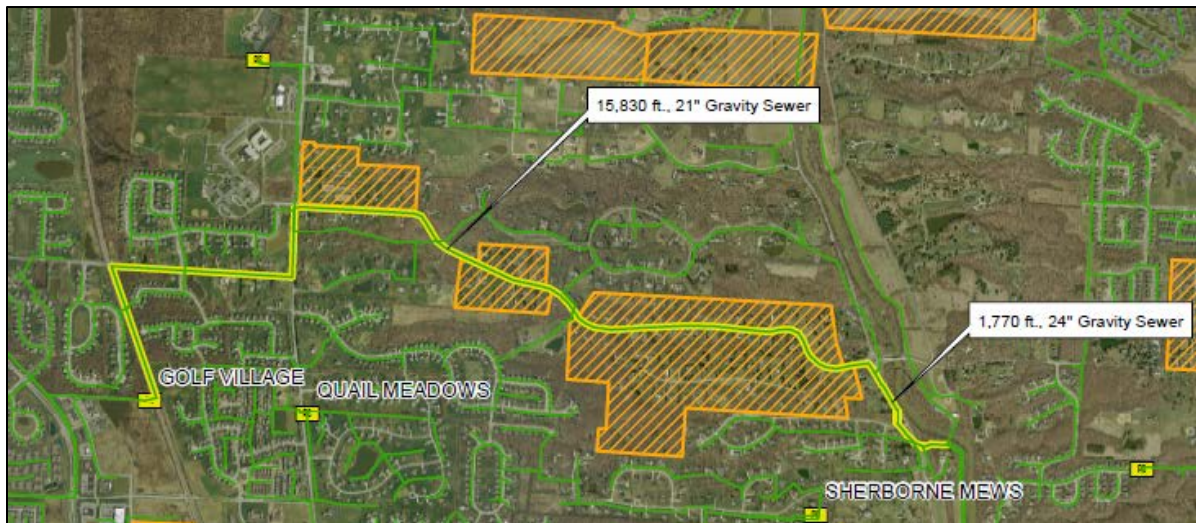 15,830 ft., 21" Gravity Sewer
1,770 ft., 24" Gravity Sewer
GOLF VILLAGE
QUAIL MEADOWS
SHERBORNE MEWS